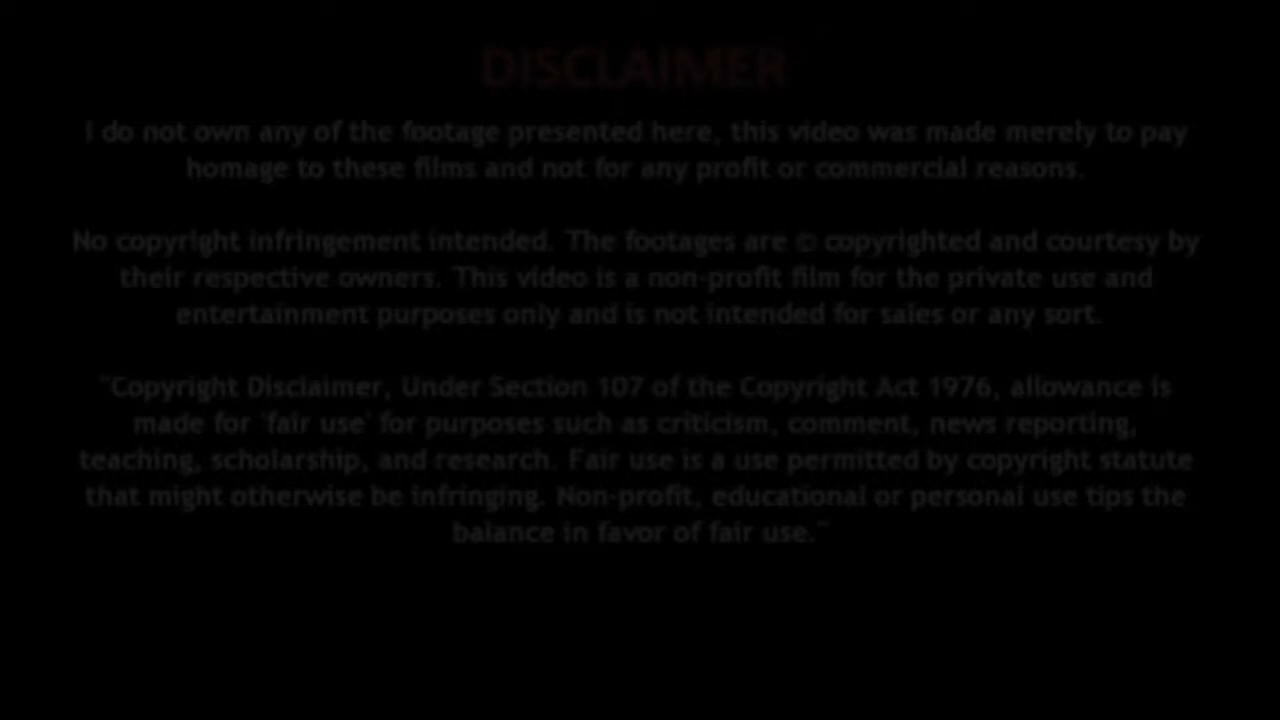 DISCLAIMER
I do not own any of the footage presented here, this video was made merely to pay
homage to these films and not for any profit or commercial reasons.
No copyright infringement intended. The footages are © copyrighted and courtesy by
their respective owners. This video is a non-profit film for the private use and
entertainment purposes only and is not intended for sales or any sort.
"Copyright Disclaimer, Under Section 107 of the Copyright Act 1976, allowance is
made for 'fair use' for purposes such as criticism, comment, news reporting,
teaching, scholarship, and research. Fair use is a use permitted by copyright statute
that might otherwise be infringing. Non-profit, educational or personal use tips the
balance in favor of fair use."